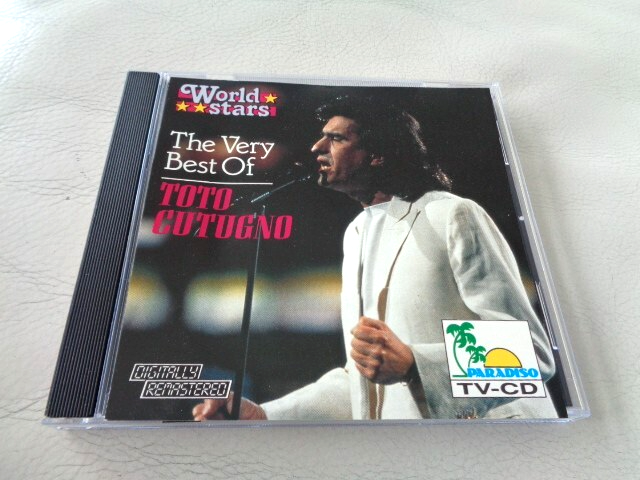 World
stars
The Very
Best Of
TOTO
CUTUGNO
DIGITALLY
REMASTERED
PARADISO
TV-CD